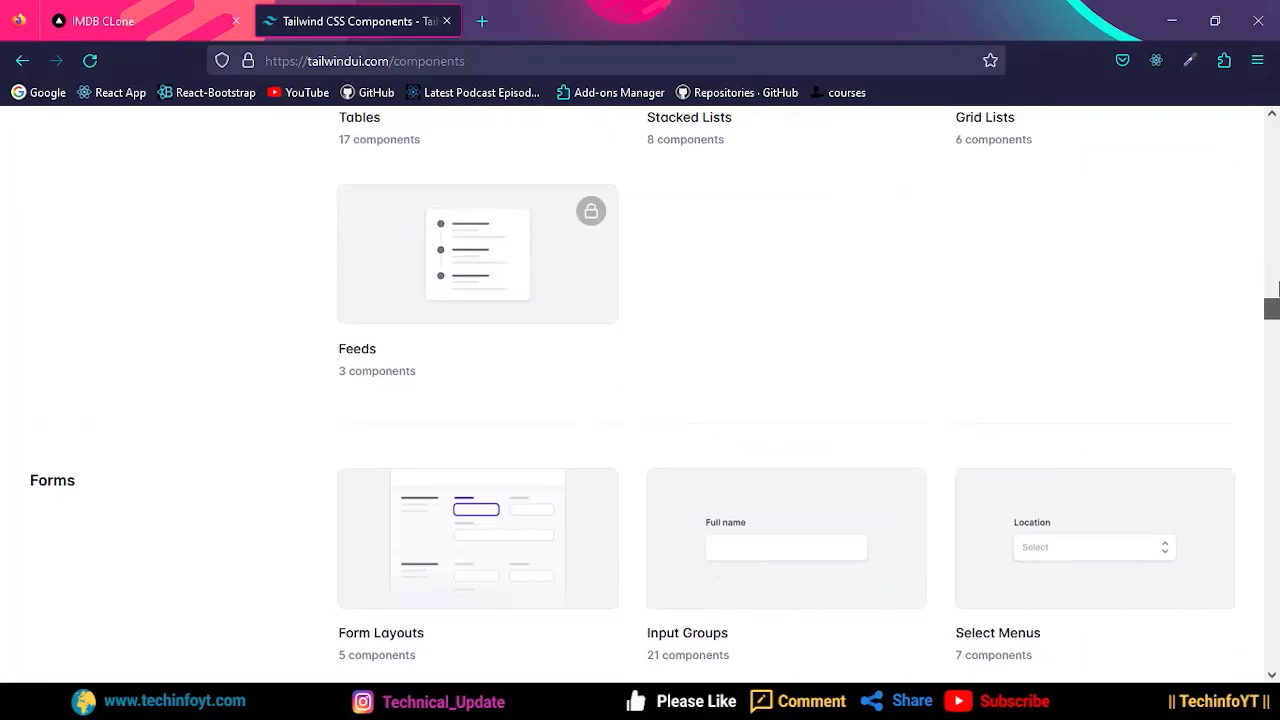 IMDB CLone
Tailwind CSS Components - Tail
https://tailwindui.com/components
Google
React App
React-Bootstrap
YouTube
GitHub
Latest Podcast Episod...
Add-ons Manager
Repositories · GitHub
courses
Tables
Stacked Lists
Grid Lists
17 components
8 components
6 components
Feeds
3 components
Forms
Full name
Location
Select
Form Layouts
Input Groups
Select Menus
5 components
21 components
7 components
www.techinfoyt.com
Technical_Update
Please Like
Comment
Share
Subscribe
|| TechinfoYT ||